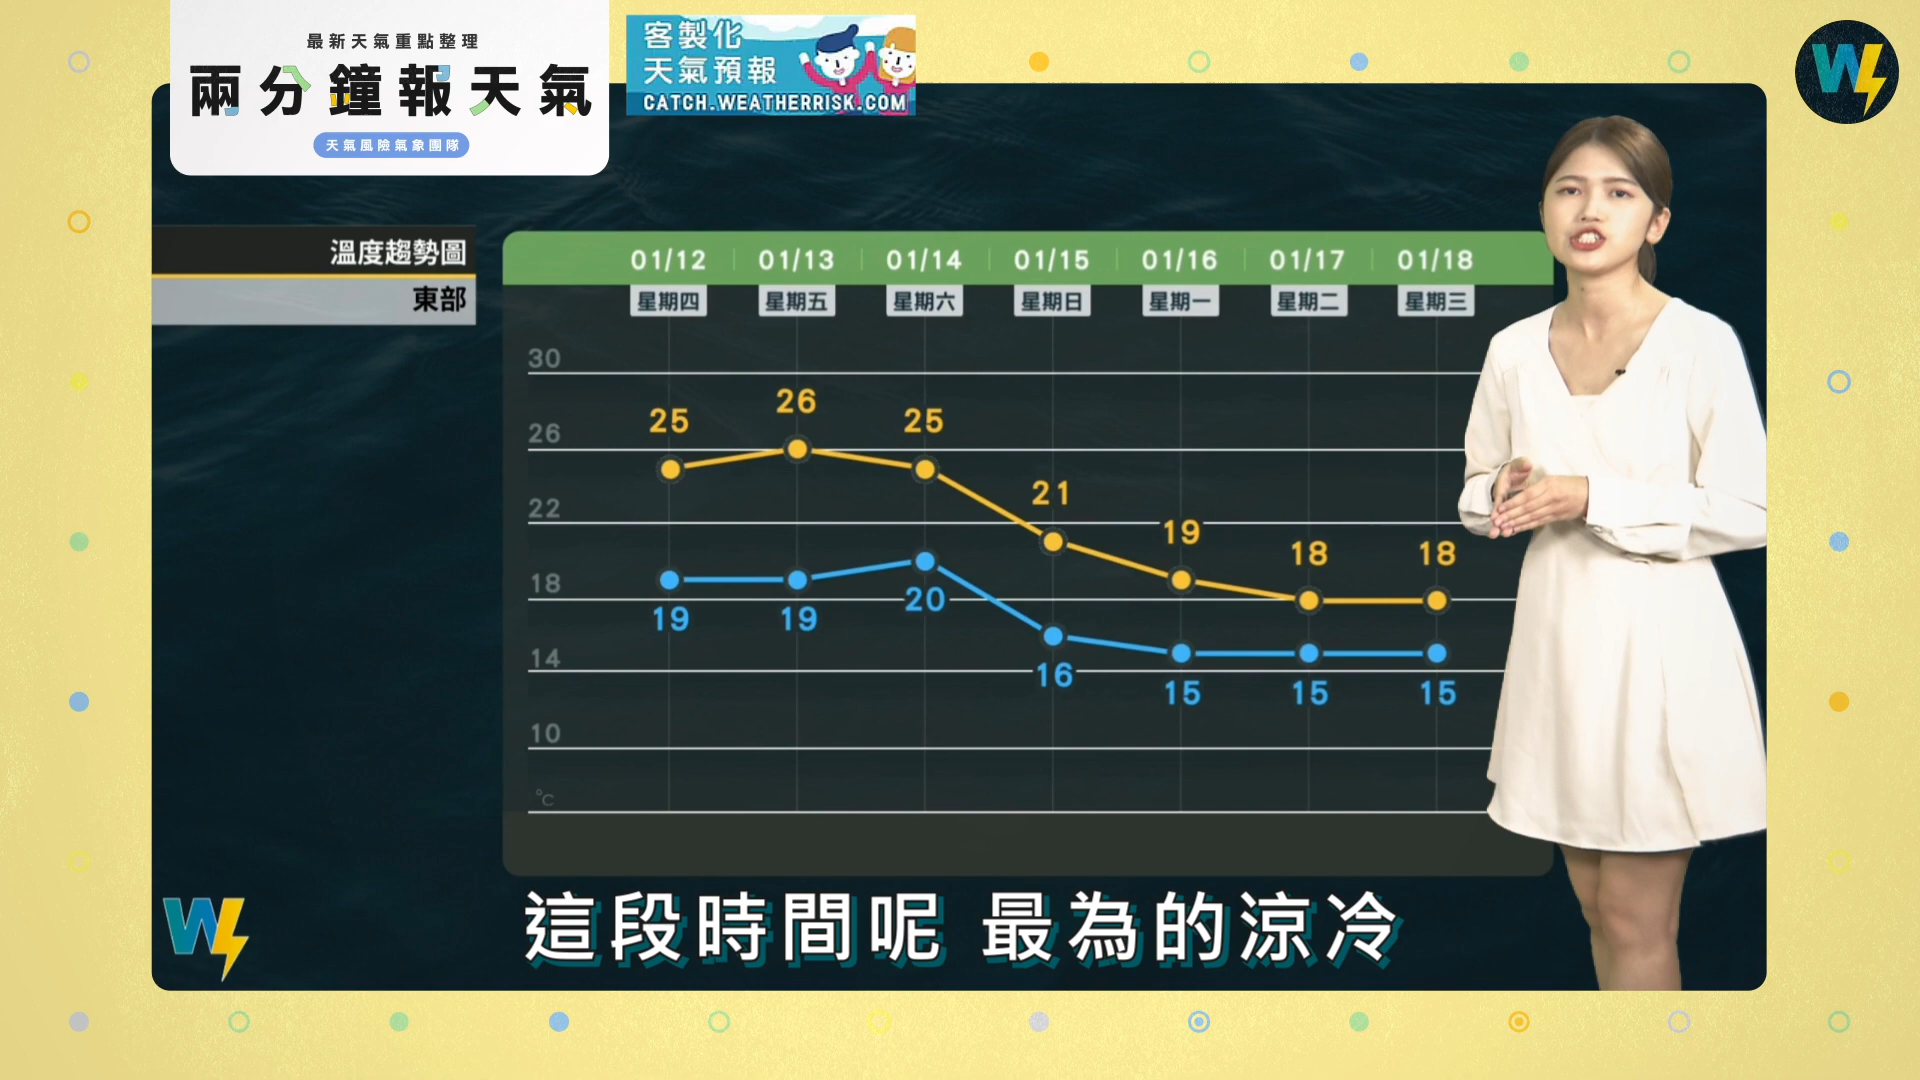 最新天氣重點整理
兩分鐘報天氣
天氣風險氣象團隊
客製化
天氣預報
CATCH.WEATHERRISK.COM
W
溫度趨勢圖
東部
01/12 01/13 01/14 01/15 01/16 01/17 01/18
星期四 星期五 星期六 星期日 星期一 星期二 星期三
30
25 26 25
26
21
22
19 18 18
18
19 19 20
14
16 15 15 15
10
°C
W
這段時間呢 最為的涼冷